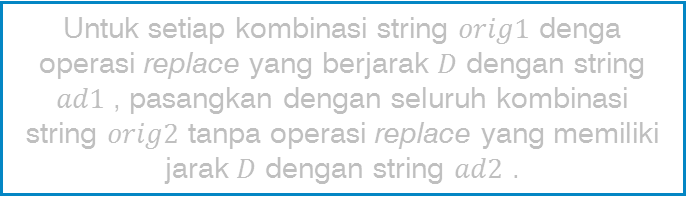 Untuk setiap kombinasi string orig1 denga
operasi replace yang berjarak D dengan string
ad1 , pasangkan dengan seluruh kombinasi
string orig2 tanpa operasi replace yang memiliki
jarak D dengan string ad2 .